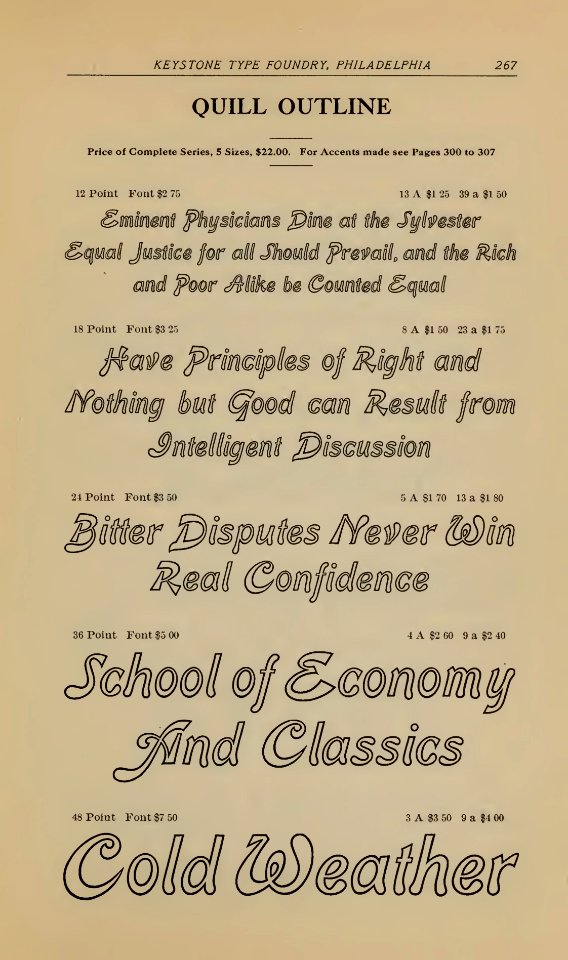 KEYSTONE TYPE FOUNDRY, PHILADELPHIA 267
QUILL OUTLINE
Price of Complete Series, 5 Sizes, $22.00. For Accents made see Pages 300 to 307
12 Point Font $2 75 13 A $1 25 39 a $1 50
Eminent Physicians Dine at the Sylvester
Equal Justice for all Should Prevail, and the Rich
and Poor Alike be Counted Equal
18 Point Font $3 25 8 A $1 50 23 a $1 75
Have Principles of Right and
Nothing but Good can Result from
Intelligent Discussion
24 Point Font $3 50 5 A $1 70 13 a $1 80
Bitter Disputes Never Win
Real Confidence
36 Point Font $5 00 4 A $2 60 9 a $2 40
School of Economy
And Classics
48 Point Font $7 50 3 A $3 50 9 a $4 00
Cold Weather